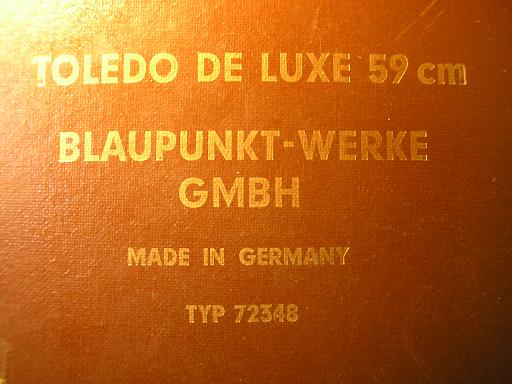 TOLEDO DE LUXE 59 cm
BLAUPUNKT-WERKE
GMBH
MADE IN GERMANY
TYP 72348